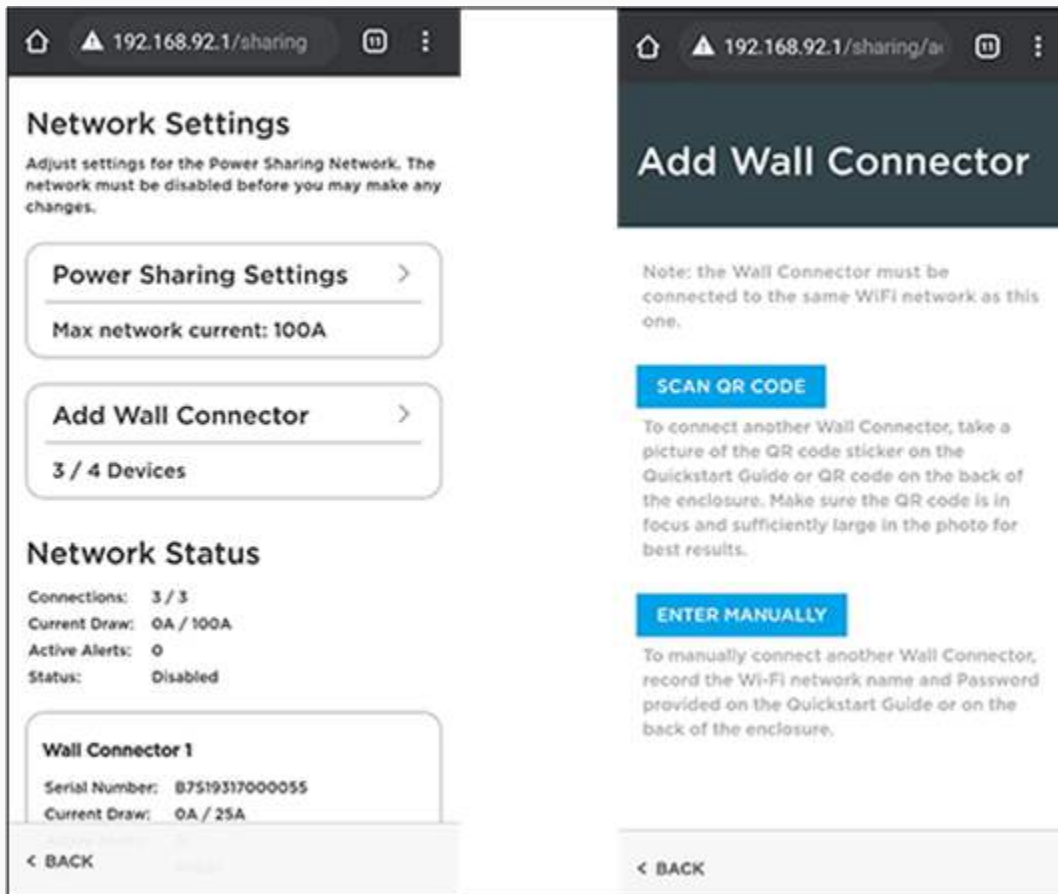 192.168.92.1/sharing
11
Network Settings
Adjust settings for the Power Sharing Network. The
network must be disabled before you may make any
changes.
Power Sharing Settings
Max network current: 100A
Add Wall Connector
3 / 4 Devices
Network Status
Connections: 3 / 3
Current Draw: 0A / 100A
Active Alerts: 0
Status: Disabled
Wall Connector 1
Serial Number: B7S19317000055
Current Draw: 0A / 25A
< BACK
192.168.92.1/sharing/a
11
Add Wall Connector
Note: the Wall Connector must be
connected to the same WiFi network as this
one.
SCAN QR CODE
To connect another Wall Connector, take a
picture of the QR code sticker on the
Quickstart Guide or QR code on the back of
the enclosure. Make sure the QR code is in
focus and sufficiently large in the photo for
best results.
ENTER MANUALLY
To manually connect another Wall Connector,
record the Wi-Fi network name and Password
provided on the Quickstart Guide or on the
back of the enclosure.
< BACK